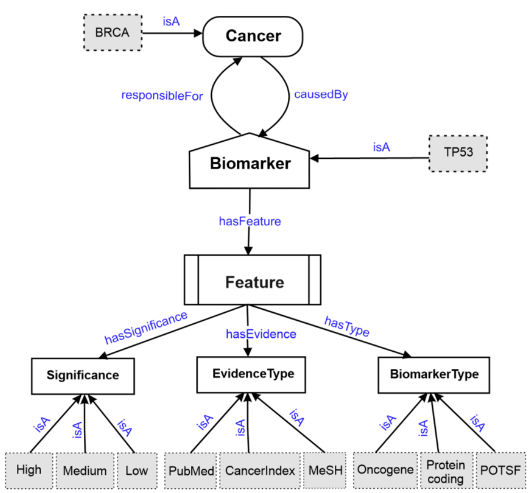 BRCA
isA
Cancer
responsibleFor
causedBy
Biomarker
isA
TP53
hasFeature
Feature
hasSignificance
hasEvidence
hasType
Significance
EvidenceType
BiomarkerType
isA
isA
isA
isA
isA
isA
isA
isA
isA
High
Medium
Low
PubMed
CancerIndex
MeSH
Oncogene
Protein
coding
POTSF